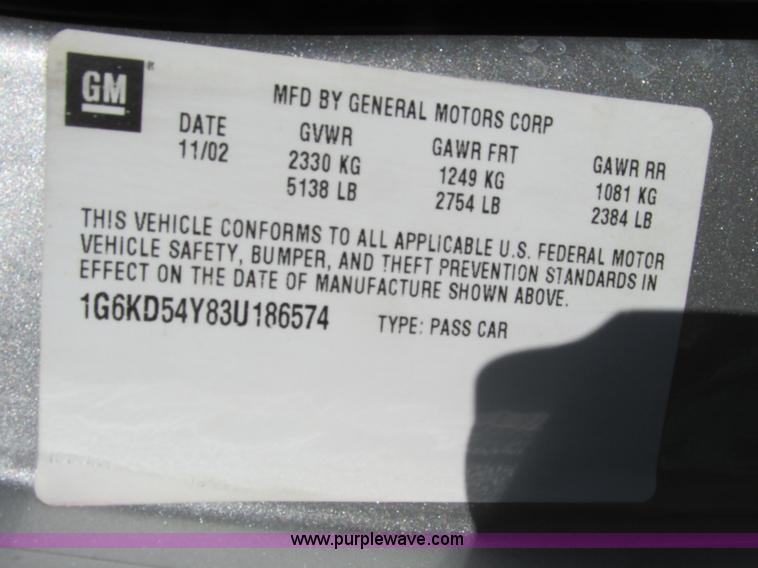 GM®
MFD BY GENERAL MOTORS CORP
DATE GVWR GAWR FRT GAWR RR
11/02 2330 KG 1249 KG 1081 KG
5138 LB 2754 LB 2384 LB
THIS VEHICLE CONFORMS TO ALL APPLICABLE U.S. FEDERAL MOTOR
VEHICLE SAFETY, BUMPER, AND THEFT PREVENTION STANDARDS IN
EFFECT ON THE DATE OF MANUFACTURE SHOWN ABOVE.
1G6KD54Y83U186574 TYPE: PASS CAR
www.purplewave.com